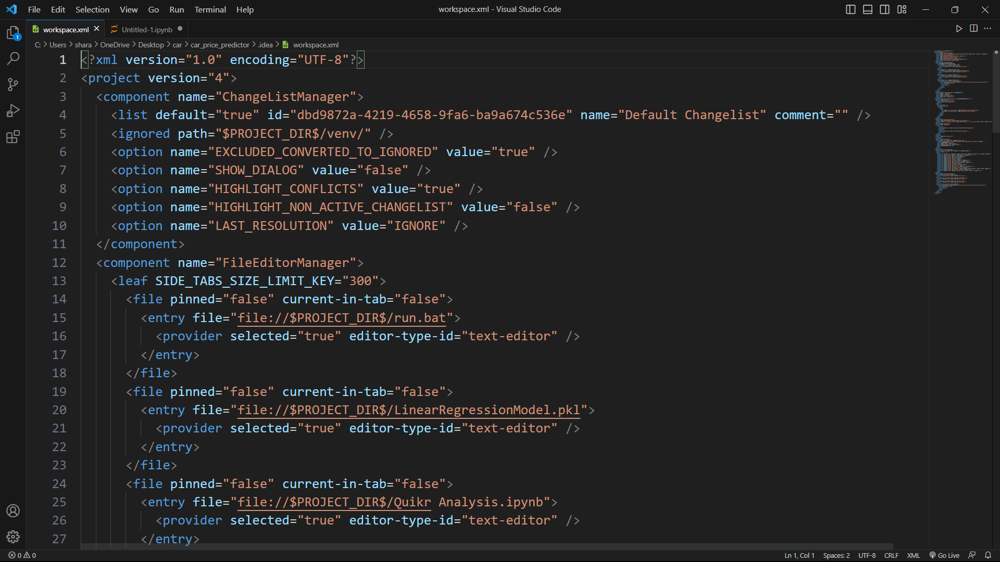 File Edit Selection View Go Run Terminal Help
workspace.xml - Visual Studio Code
workspace.xml Untitled-1.ipynb
1
C: > Users > shara > OneDrive > Desktop > car > car_price_predictor > .idea > workspace.xml
1 <?xml version="1.0" encoding="UTF-8"?>
2 <project version="4">
3   <component name="ChangeListManager">
4     <list default="true" id="dbd9872a-4219-4658-9fa6-ba9a674c536e" name="Default Changelist" comment="" />
5     <ignored path="$PROJECT_DIR$/venv/" />
6     <option name="EXCLUDED_CONVERTED_TO_IGNORED" value="true" />
7     <option name="SHOW_DIALOG" value="false" />
8     <option name="HIGHLIGHT_CONFLICTS" value="true" />
9     <option name="HIGHLIGHT_NON_ACTIVE_CHANGELIST" value="false" />
10     <option name="LAST_RESOLUTION" value="IGNORE" />
11   </component>
12   <component name="FileEditorManager">
13     <leaf SIDE_TABS_SIZE_LIMIT_KEY="300">
14       <file pinned="false" current-in-tab="false">
15         <entry file="file://$PROJECT_DIR$/run.bat">
16           <provider selected="true" editor-type-id="text-editor" />
17         </entry>
18       </file>
19       <file pinned="false" current-in-tab="false">
20         <entry file="file://$PROJECT_DIR$/LinearRegressionModel.pkl">
21           <provider selected="true" editor-type-id="text-editor" />
22         </entry>
23       </file>
24       <file pinned="false" current-in-tab="false">
25         <entry file="file://$PROJECT_DIR$/Quikr Analysis.ipynb">
26           <provider selected="true" editor-type-id="text-editor" />
27         </entry>
0 0 Ln 1, Col 1 Spaces: 2 UTF-8 CRLF XML Go Live